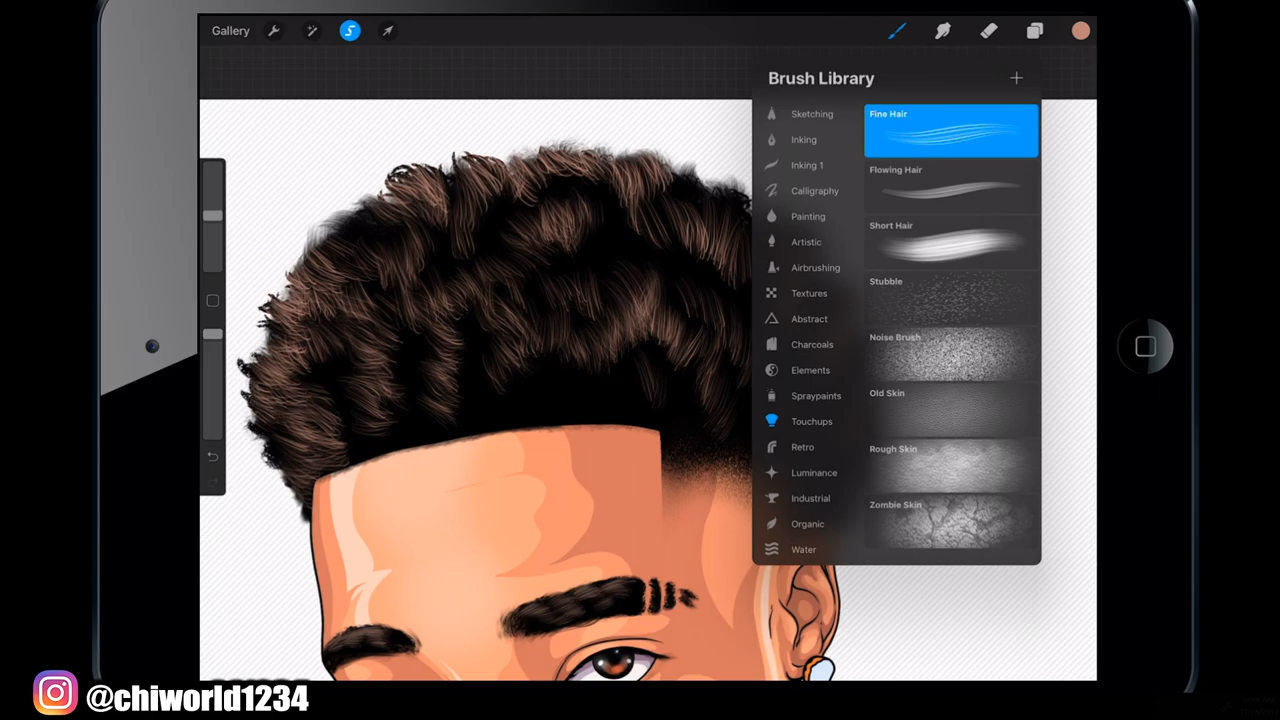 Gallery
Brush Library
Sketching
Inking
Inking 1
Calligraphy
Painting
Artistic
Airbrushing
Textures
Abstract
Charcoals
Elements
Spraypaints
Touchups
Retro
Luminance
Industrial
Organic
Water
Fine Hair
Flowing Hair
Short Hair
Stubble
Noise Brush
Old Skin
Rough Skin
Zombie Skin
@chiworld1234